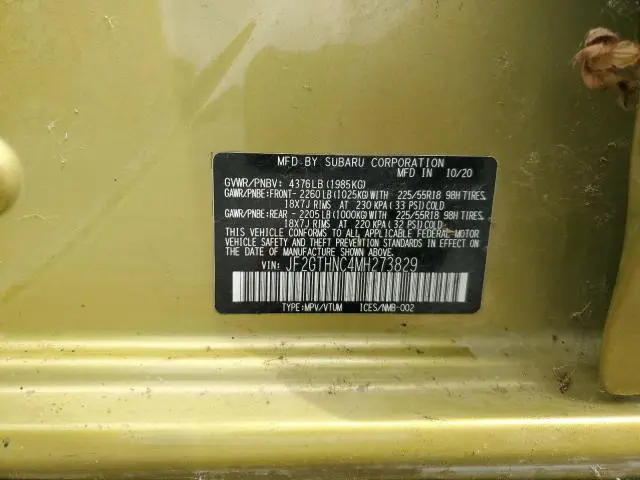 MFD BY SUBARU CORPORATION
MFD IN 10/20
GVWR/PNBV: 4376LB(1985KG)
GAWR/PNBE:FRONT- 2260LB(1025KG)WITH 225/55R18 98H TIRES,
18X7J RIMS AT 230 KPA(33 PSI)COLD
GAWR/PNBE:REAR - 2205LB(1000KG)WITH 225/55R18 98H TIRES,
18X7J RIMS AT 220 KPA(32 PSI)COLD
THIS VEHICLE CONFORMS TO ALL APPLICABLE FEDERAL MOTOR
VEHICLE SAFETY AND THEFT PREVENTION STANDARDS IN EFFECT ON
THE DATE OF MANUFACTURE SHOWN ABOVE.
VIN: JF2GTHNC4MH273829
TYPE:MPV/VTUM ICES/NMB-002